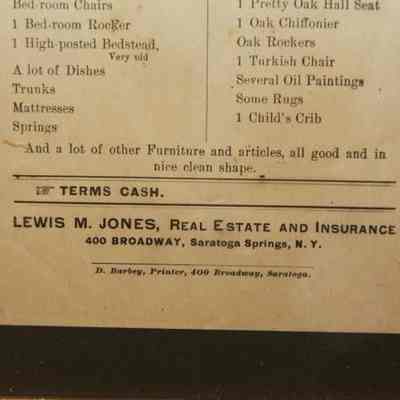 Bed-room Chairs
1 Bed-room Rocker
1 High-posted Bedstead,
Very old
A lot of Dishes
Trunks
Mattresses
Springs
1 Pretty Oak Hall Seat
1 Oak Chiffonier
Oak Rockers
1 Turkish Chair
Several Oil Paintings
Some Rugs
1 Child's Crib
And a lot of other Furniture and articles, all good and in
nice clean shape.
☞ TERMS CASH.
LEWIS M. JONES, REAL ESTATE AND INSURANCE
400 BROADWAY, Saratoga Springs, N. Y.
D. Barbey, Printer, 400 Broadway, Saratoga.